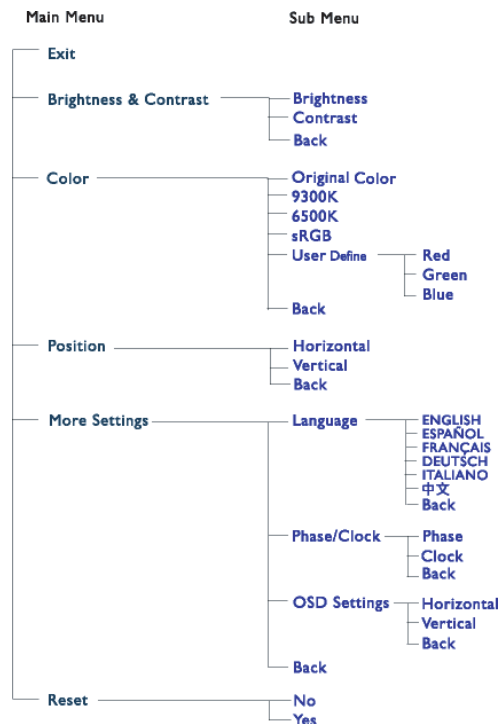 Main Menu Sub Menu
Exit
Brightness & Contrast Brightness
Contrast
Back
Color Original Color
9300K
6500K
sRGB
User Define Red
Green
Blue
Back
Position Horizontal
Vertical
Back
More Settings Language ENGLISH
ESPAÑOL
FRANÇAIS
DEUTSCH
ITALIANO
中文
Back
Phase/Clock Phase
Clock
Back
OSD Settings Horizontal
Vertical
Back
Back
Reset No
Yes